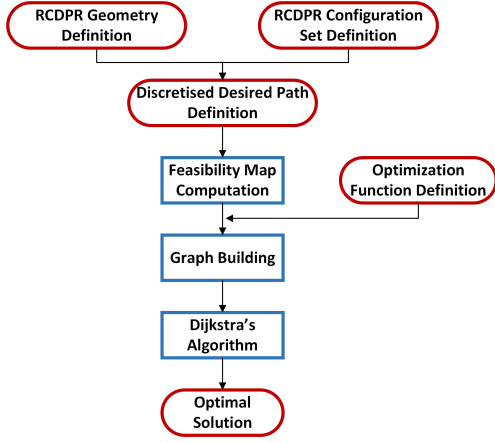 RCDPR Geometry
Definition
RCDPR Configuration
Set Definition
Discretised Desired Path
Definition
Feasibility Map
Computation
Optimization
Function Definition
Graph Building
Dijkstra's
Algorithm
Optimal
Solution